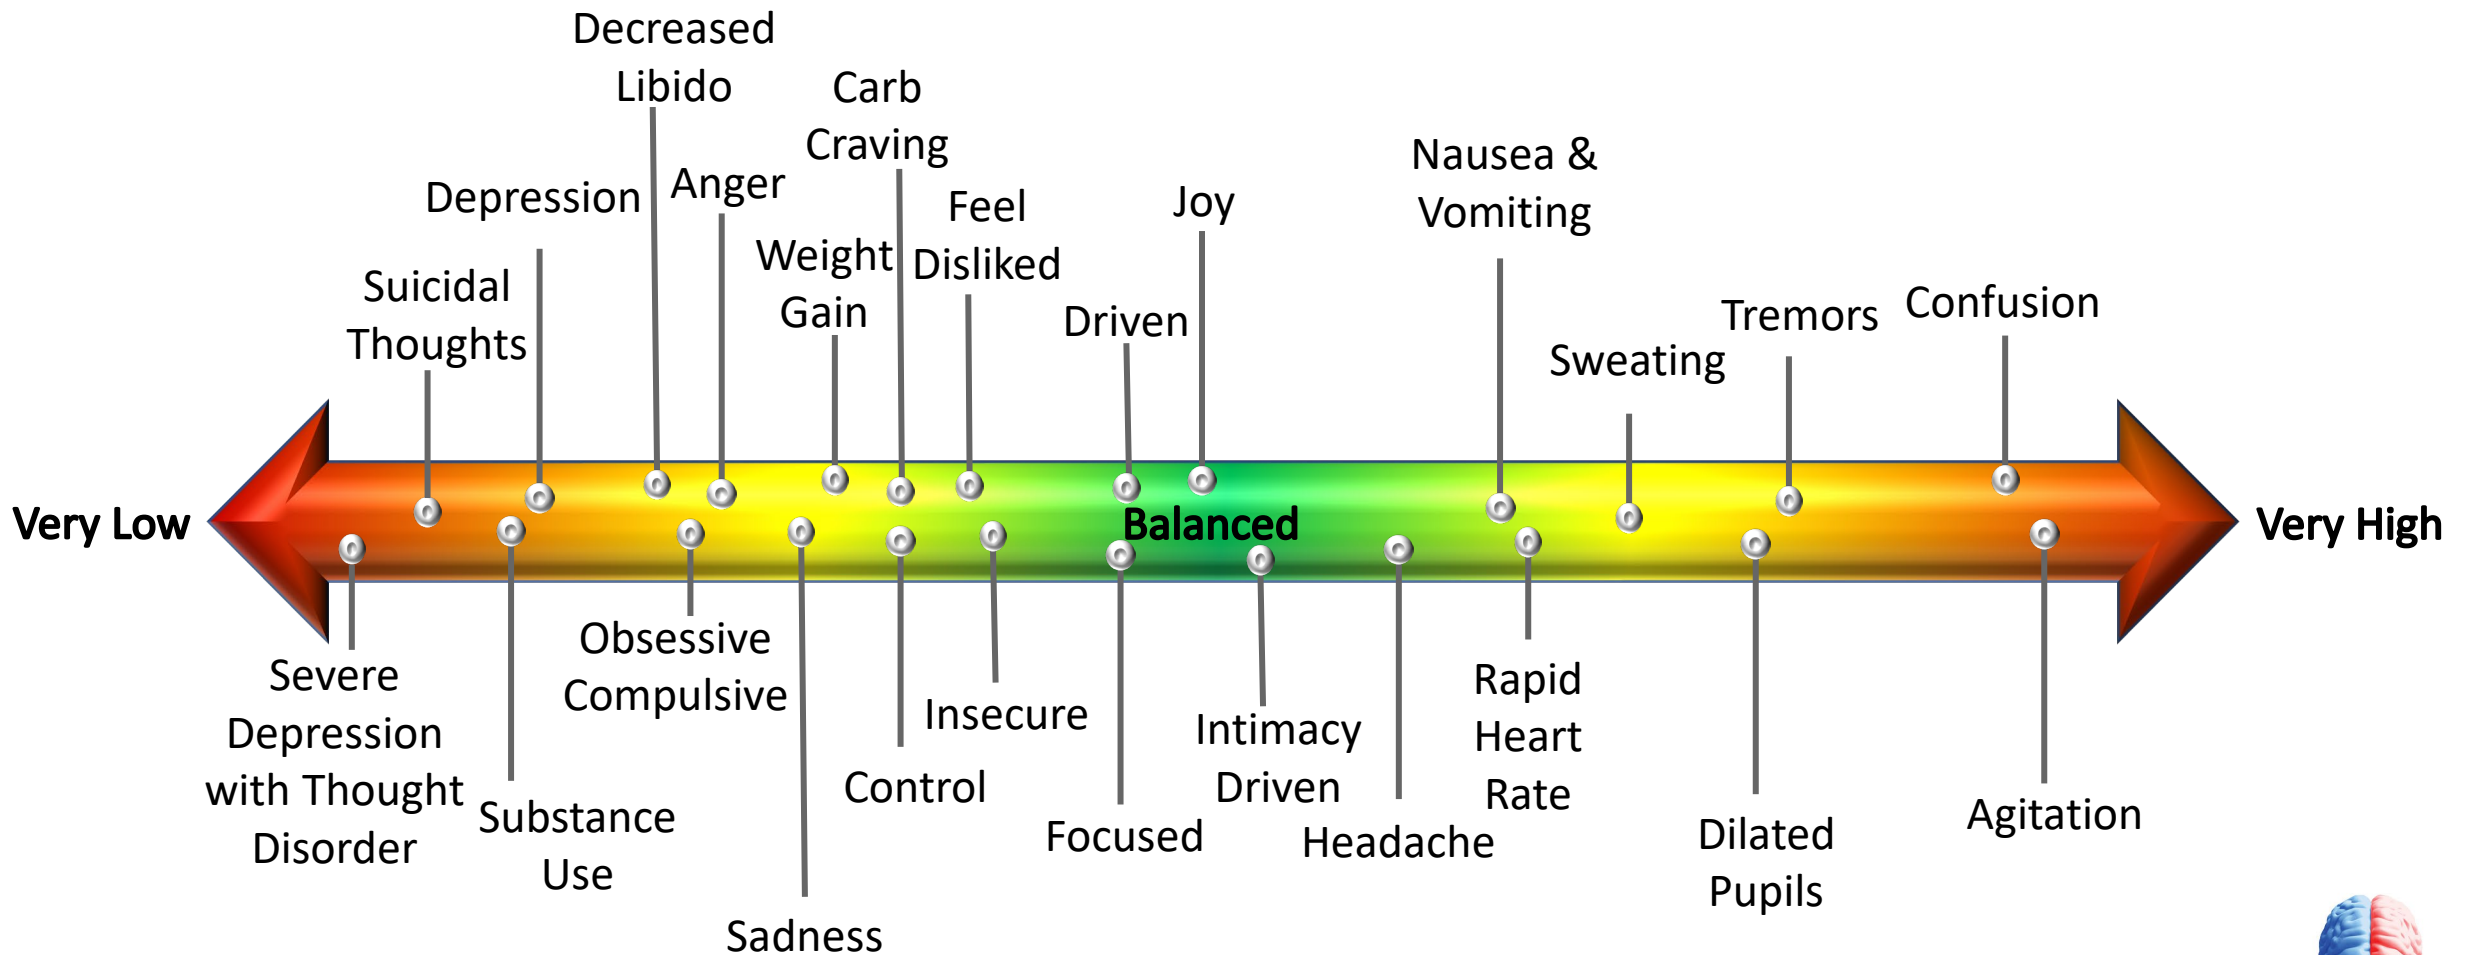 Decreased
Libido
Carb
Craving
Depression
Anger
Feel
Disliked
Weight
Gain
Suicidal
Thoughts
Driven
Joy
Nausea &
Vomiting
Sweating
Tremors
Confusion
Very Low
Balanced
Very High
Severe
Depression
with Thought
Disorder
Substance
Use
Obsessive
Compulsive
Sadness
Control
Insecure
Focused
Intimacy
Driven
Headache
Rapid
Heart
Rate
Dilated
Pupils
Agitation